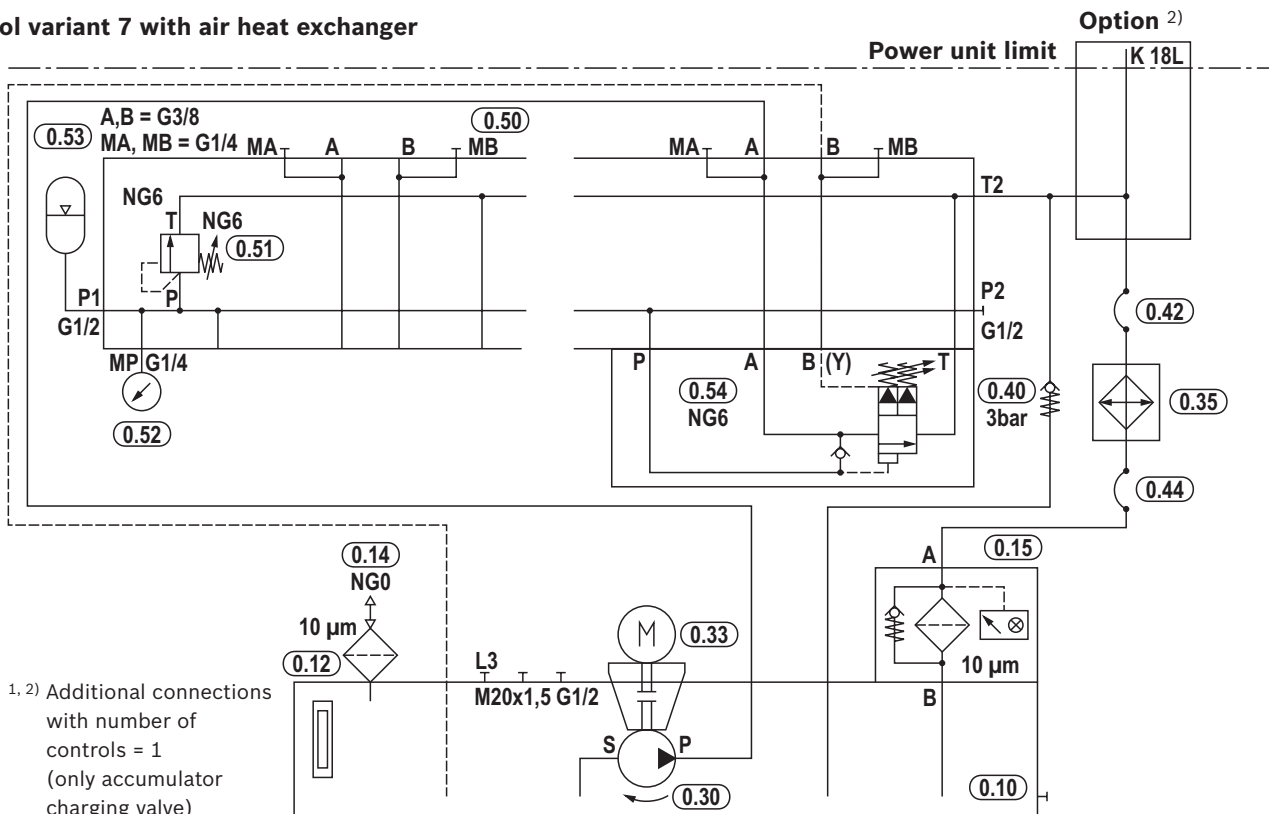 ol variant 7 with air heat exchanger
Option 2)
Power unit limit
K 18L
A,B = G3/8
MA, MB = G1/4
0.53
0.50
MA A B MB
MA A B MB
T2
NG6
T NG6
0.51
P1
P
G1/2
P2
G1/2
MP G1/4
0.52
P A B (Y) T
0.54
NG6
0.40
3bar
0.42
0.35
0.44
0.14
NG0
10 µm
0.12
L3
M20x1,5 G1/2
M
0.33
S P
0.30
A
0.15
10 µm
B
0.10
1, 2) Additional connections
with number of
controls = 1
(only accumulator
charging valve)